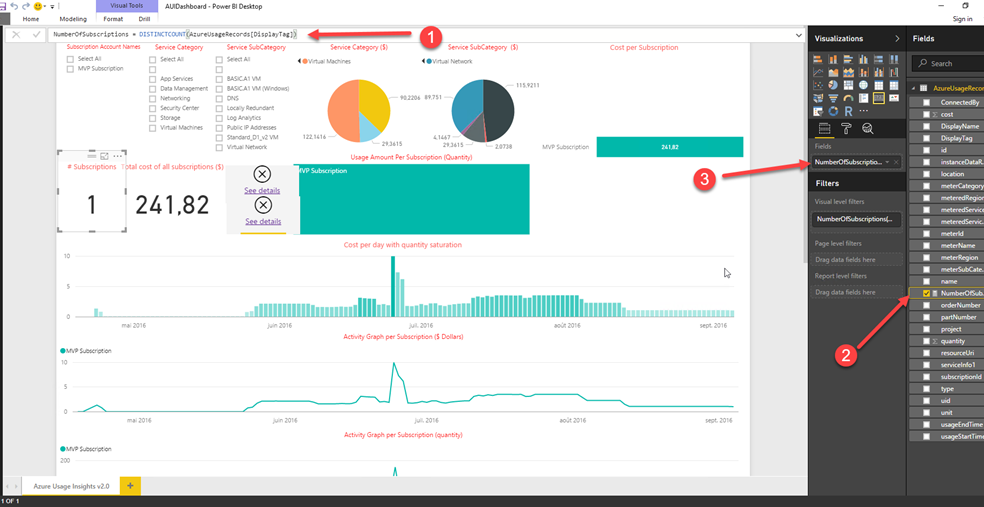 Visual Tools
AUIDashboard - Power BI Desktop
Home
Modeling
Format
Drill
Sign in
NumberOfSubscriptions = DISTINCTCOUNT(AzureUsageRecords[DisplayTag])
1
Subscription Account Names
Select All
MVP Subscription
Service Category
Select All
App Services
Data Management
Networking
Security Center
Storage
Virtual Machines
Service SubCategory
Select All
BASIC.A1 VM
BASIC.A1 VM (Windows)
DNS
Locally Redundant
Log Analytics
Public IP Addresses
Standard_D1_v2 VM
Virtual Network
Service Category ($)
Virtual Machines
90.2206
122.1416
29.3615
Service SubCategory ($)
Virtual Network
115.9211
89.751
4.1667
29.3615
2.0738
Cost per Subscription
MVP Subscription
241,82
# Subscriptions
1
Total cost of all subscriptions ($)
241,82
See details
See details
Usage Amount Per Subscription (Quantity)
MVP Subscription
Cost per day with quantity saturation
10
5
0
mai 2016
juin 2016
juil. 2016
août 2016
sept. 2016
Activity Graph per Subscription ($ Dollars)
MVP Subscription
10
5
0
mai 2016
juin 2016
juil. 2016
août 2016
sept. 2016
Activity Graph per Subscription (quantity)
MVP Subscription
200
Azure Usage Insights v2.0
1 OF 1
Visualizations
Fields
NumberOfSubscriptio...
3
Filters
Visual level filters
NumberOfSubscriptions(...
Page level filters
Drag data fields here
Report level filters
Drag data fields here
2
Fields
Search
AzureUsageRecor
ConnectedBy
cost
DisplayName
DisplayTag
id
instanceDataR.
location
meterCategory
meteredRegion
meteredService
meteredServic.
meterId
meterName
meterRegion
meterSubCate.
name
NumberOfSub.
orderNumber
partNumber
project
quantity
resourceUri
serviceInfo1
subscriptionId
type
uid
unit
usageEndTime
usageStartTime